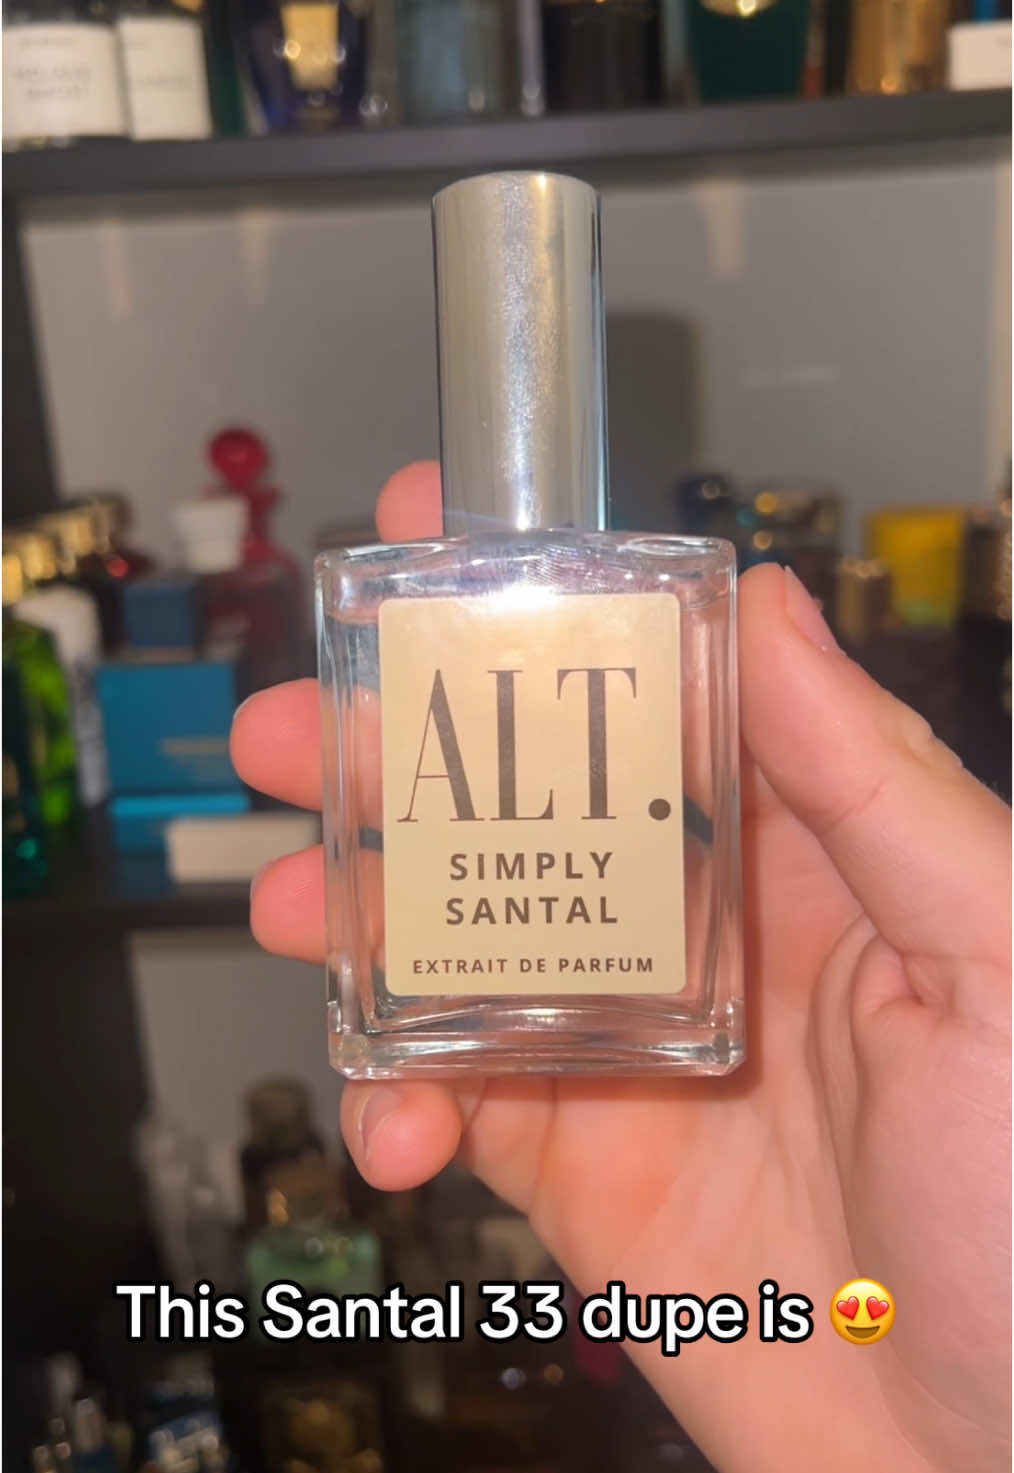 ALT.
SIMPLY
SANTAL
EXTRAIT DE PARFUM
This Santal 33 dupe is 😍